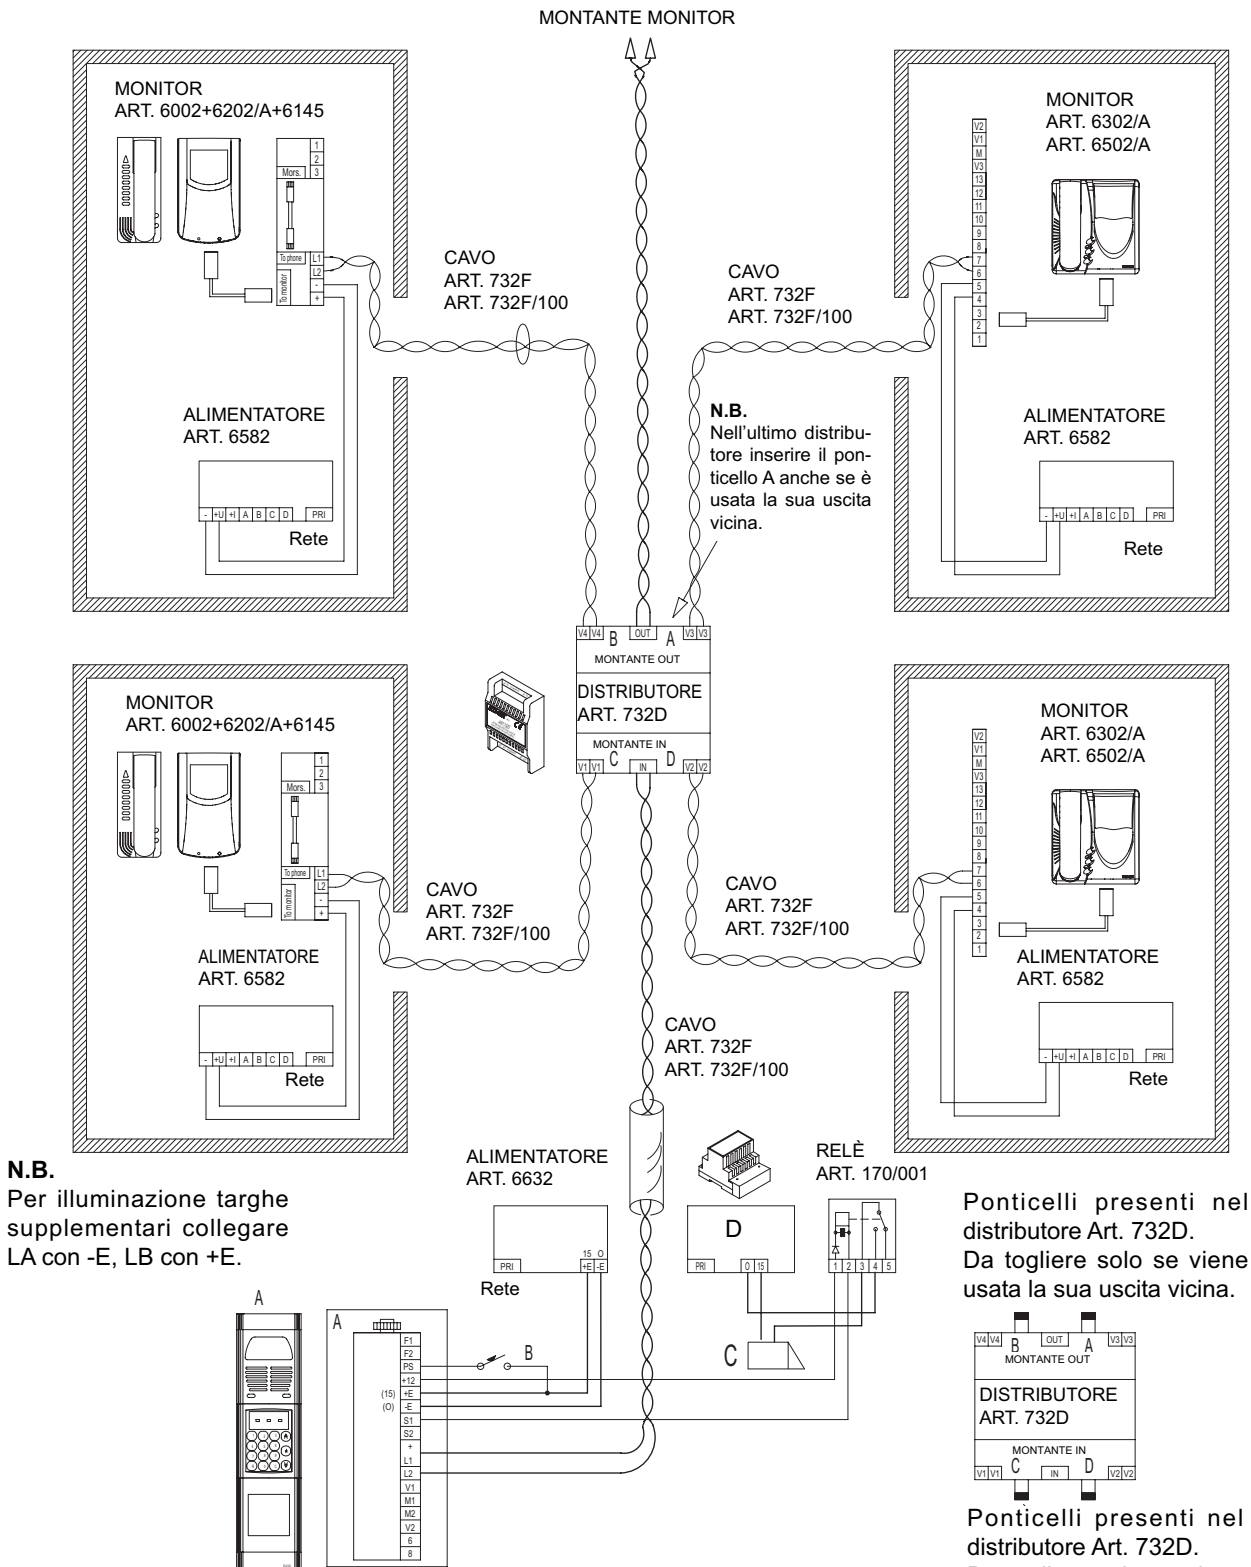 MONTANTE MONITOR
MONITOR
ART. 6002+6202/A+6145
1
2
Mors.
3
To phone
L1
To monitor
L2
-
+
CAVO
ART. 732F
ART. 732F/100
ALIMENTATORE
ART. 6582
- +U +I A B C D PRI
Rete
MONITOR
ART. 6302/A
ART. 6502/A
V2
V1
M
V3
13
12
11
10
9
8
7
6
5
4
3
2
1
CAVO
ART. 732F
ART. 732F/100
ALIMENTATORE
ART. 6582
- +U +I A B C D PRI
Rete
N.B.
Nell'ultimo distribu-
tore inserire il pon-
ticello A anche se è
usata la sua uscita
vicina.
V4 V4 B OUT A V3 V3
MONTANTE OUT
DISTRIBUTORE
ART. 732D
MONTANTE IN
V1 V1 C IN D V2 V2
MONITOR
ART. 6002+6202/A+6145
1
2
Mors.
3
To phone
L1
To monitor
L2
-
+
CAVO
ART. 732F
ART. 732F/100
ALIMENTATORE
ART. 6582
- +U +I A B C D PRI
Rete
MONITOR
ART. 6302/A
ART. 6502/A
V2
V1
M
V3
13
12
11
10
9
8
7
6
5
4
3
2
1
CAVO
ART. 732F
ART. 732F/100
ALIMENTATORE
ART. 6582
- +U +I A B C D PRI
Rete
CAVO
ART. 732F
ART. 732F/100
N.B.
Per illuminazione targhe
supplementari collegare
LA con -E, LB con +E.
ALIMENTATORE
ART. 6632
15 O
PRI +E -E
Rete
D
PRI 0 15
RELÈ
ART. 170/001
1 2 3 4 5
C
A
A
B
F1
F2
PS
+12
(15) +E
(O) -E
S1
S2
+
L1
L2
V1
M1
M2
V2
6
8
Ponticelli presenti nel
distributore Art. 732D.
Da togliere solo se viene
usata la sua uscita vicina.
V4 V4 B OUT A V3 V3
MONTANTE OUT
DISTRIBUTORE
ART. 732D
MONTANTE IN
V1 V1 C IN D V2 V2
Ponticelli presenti nel
distributore Art. 732D.